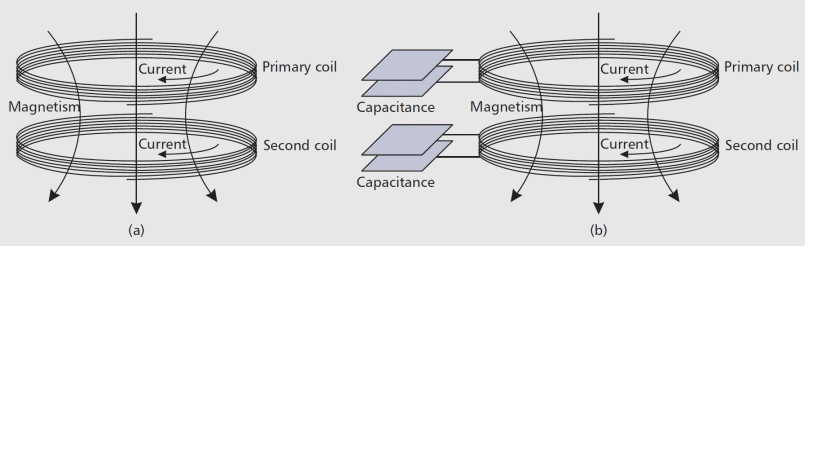 Current
Primary coil
Magnetism
Current
Second coil
(a)
Capacitance
Capacitance
Current
Primary coil
Magnetism
Current
Second coil
(b)